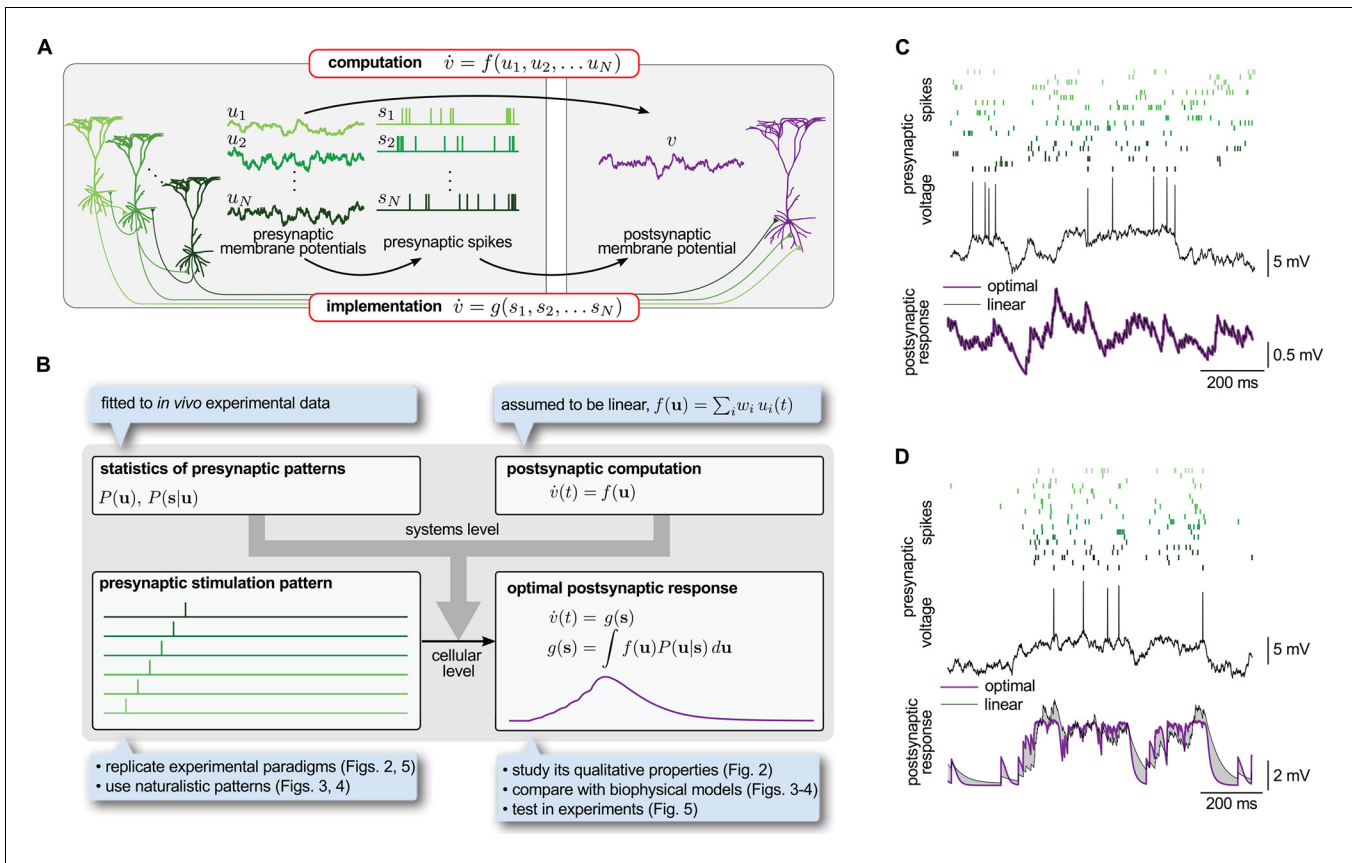 A
computation v̇ = f(u₁, u₂, … u_N)
u₁
s₁
u₂
s₂
v
⋮
⋮
u_N
s_N
presynaptic
membrane potentials
presynaptic spikes
postsynaptic
membrane potential
implementation v̇ = g(s₁, s₂, … s_N)
B
fitted to in vivo experimental data
assumed to be linear, f(u) = ∑ᵢ wᵢ uᵢ(t)
statistics of presynaptic patterns
P(u), P(s|u)
postsynaptic computation
v̇(t) = f(u)
systems level
presynaptic stimulation pattern
cellular
level
optimal postsynaptic response
v̇(t) = g(s)
g(s) = ∫ f(u)P(u|s) du
• replicate experimental paradigms (Figs. 2, 5)
• use naturalistic patterns (Figs. 3, 4)
• study its qualitative properties (Fig. 2)
• compare with biophysical models (Figs. 3-4)
• test in experiments (Fig. 5)
C
presynaptic
voltage spikes
5 mV
optimal
linear
postsynaptic
response
0.5 mV
200 ms
D
presynaptic
voltage spikes
5 mV
optimal
linear
postsynaptic
response
2 mV
200 ms